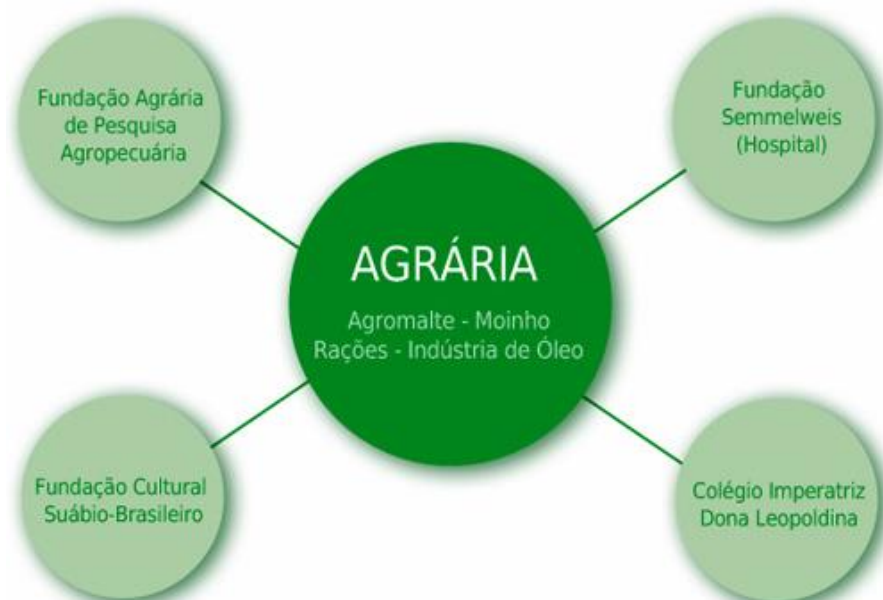 Fundação Agrária
de Pesquisa
Agropecuária
Fundação
Semmelweis
(Hospital)
AGRÁRIA
Agromalte - Moinho
Rações - Indústria de Óleo
Fundação Cultural
Suábio-Brasileiro
Colégio Imperatriz
Dona Leopoldina